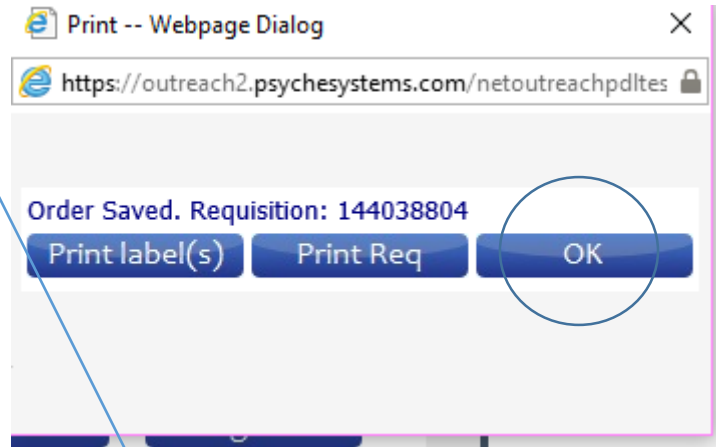 Print -- Webpage Dialog
https://outreach2.psychesystems.com/netoutreachpdltes
Order Saved. Requisition: 144038804
Print label(s) Print Req OK